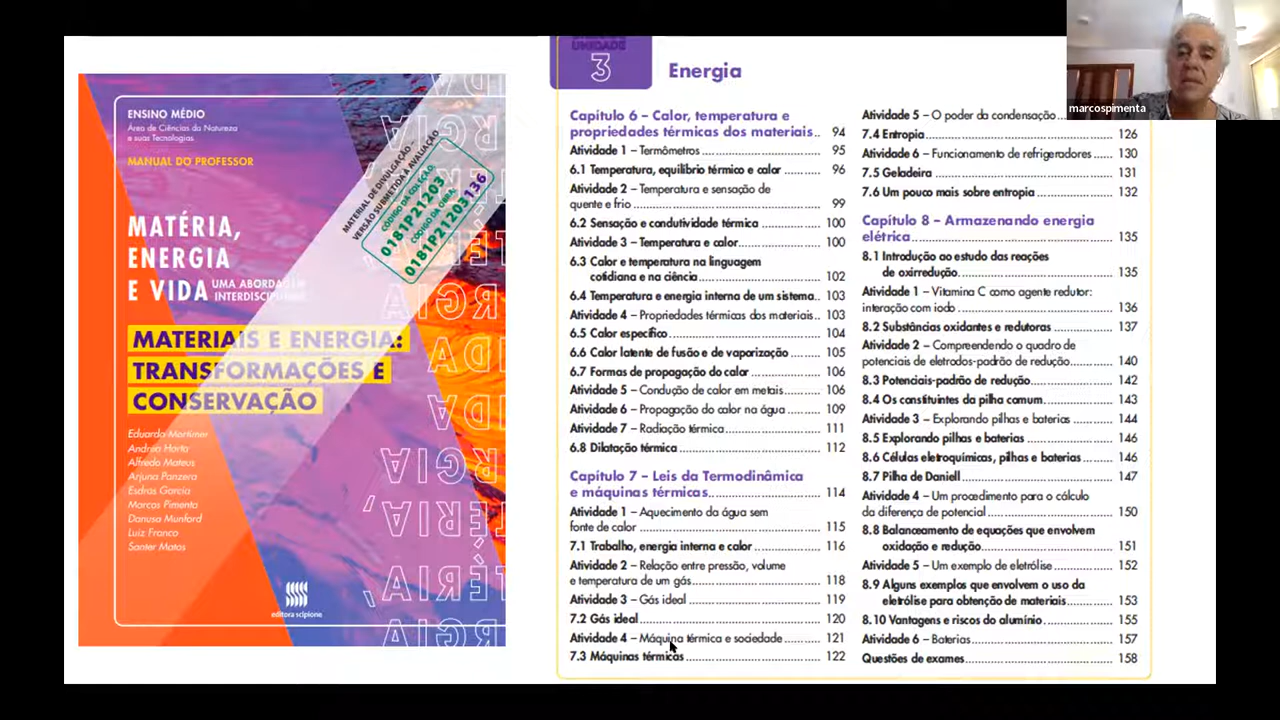 ENSINO MÉDIO
Área de Ciências da Natureza
e suas Tecnologias
MANUAL DO PROFESSOR
MATERIAL DE DIVULGAÇÃO
VERSÃO SUBMETIDA À AVALIAÇÃO
CÓDIGO DA COLEÇÃO
0181P21203
CÓDIGO DA OBRA
0181P21203136
MATÉRIA,
ENERGIA
E VIDA
UMA ABORDAGEM
MATERIAIS E ENERGIA:
TRANSFORMAÇÕES E
CONSERVAÇÃO
Eduardo Mortimer
Andréa Horta
Alfredo Mateus
Arjuna Panzera
Esdras Garcia
Marcos Pimenta
Danusa Munford
Luiz Franco
Santer Matos
editora scipione
UNIDADE
3
Energia
Capítulo 6 – Calor, temperatura e
propriedades térmicas dos materiais.. 94
Atividade 1 – Termômetros ............ 95
6.1 Temperatura, equilíbrio térmico e calor ........ 96
Atividade 2 – Temperatura e sensação de
quente e frio ............ 99
6.2 Sensação e condutividade térmica ............ 100
Atividade 3 – Temperatura e calor............ 100
6.3 Calor e temperatura na linguagem
cotidiana e na ciência............ 102
6.4 Temperatura e energia interna de um sistema.. 103
Atividade 4 – Propriedades térmicas dos materiais.. 103
6.5 Calor específico............ 104
6.6 Calor latente de fusão e de vaporização ........ 105
6.7 Formas de propagação do calor ............ 106
Atividade 5 – Condução de calor em metais........ 106
Atividade 6 – Propagação do calor na água ........ 109
Atividade 7 – Radiação térmica............ 111
6.8 Dilatação térmica ............ 112
Capítulo 7 – Leis da Termodinâmica
e máquinas térmicas............ 114
Atividade 1 – Aquecimento da água sem
fonte de calor ............ 115
7.1 Trabalho, energia interna e calor ............ 116
Atividade 2 – Relação entre pressão, volume
e temperatura de um gás............ 118
Atividade 3 – Gás ideal ............ 119
7.2 Gás ideal ............ 120
Atividade 4 – Máquina térmica e sociedade........ 121
7.3 Máquinas térmicas ............ 122
Atividade 5 – O poder da condensação....
7.4 Entropia............ 126
Atividade 6 – Funcionamento de refrigeradores ..... 130
7.5 Geladeira ............ 131
7.6 Um pouco mais sobre entropia ............ 132
Capítulo 8 – Armazenando energia
elétrica............ 135
8.1 Introdução ao estudo das reações
de oxirredução............ 135
Atividade 1 – Vitamina C como agente redutor:
interação com iodo ............ 136
8.2 Substâncias oxidantes e redutoras ............ 137
Atividade 2 – Compreendendo o quadro de
potenciais de eletrodos-padrão de redução........ 140
8.3 Potenciais-padrão de redução............ 142
8.4 Os constituintes da pilha comum............ 143
Atividade 3 – Explorando pilhas e baterias ........ 144
8.5 Explorando pilhas e baterias ............ 146
8.6 Células eletroquímicas, pilhas e baterias ........ 146
8.7 Pilha de Daniell ............ 147
Atividade 4 – Um procedimento para o cálculo
da diferença de potencial ............ 150
8.8 Balanceamento de equações que envolvem
oxidação e redução............ 151
Atividade 5 – Um exemplo de eletrólise............ 152
8.9 Alguns exemplos que envolvem o uso da
eletrólise para obtenção de materiais............ 153
8.10 Vantagens e riscos do alumínio............ 155
Atividade 6 – Baterias ............ 157
Questões de exames............ 158
marcospimenta